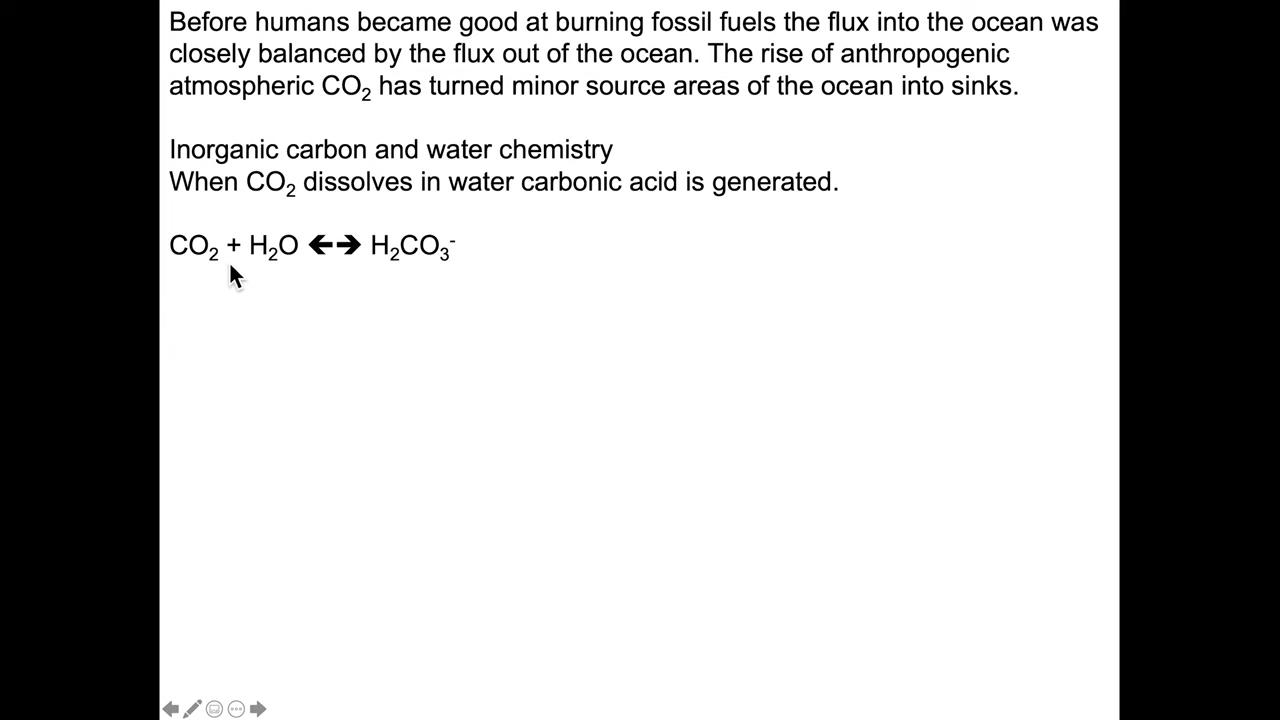 Before humans became good at burning fossil fuels the flux into the ocean was
closely balanced by the flux out of the ocean. The rise of anthropogenic
atmospheric CO₂ has turned minor source areas of the ocean into sinks.
Inorganic carbon and water chemistry
When CO₂ dissolves in water carbonic acid is generated.
CO₂ + H₂O 🡸🡺 H₂CO₃⁻